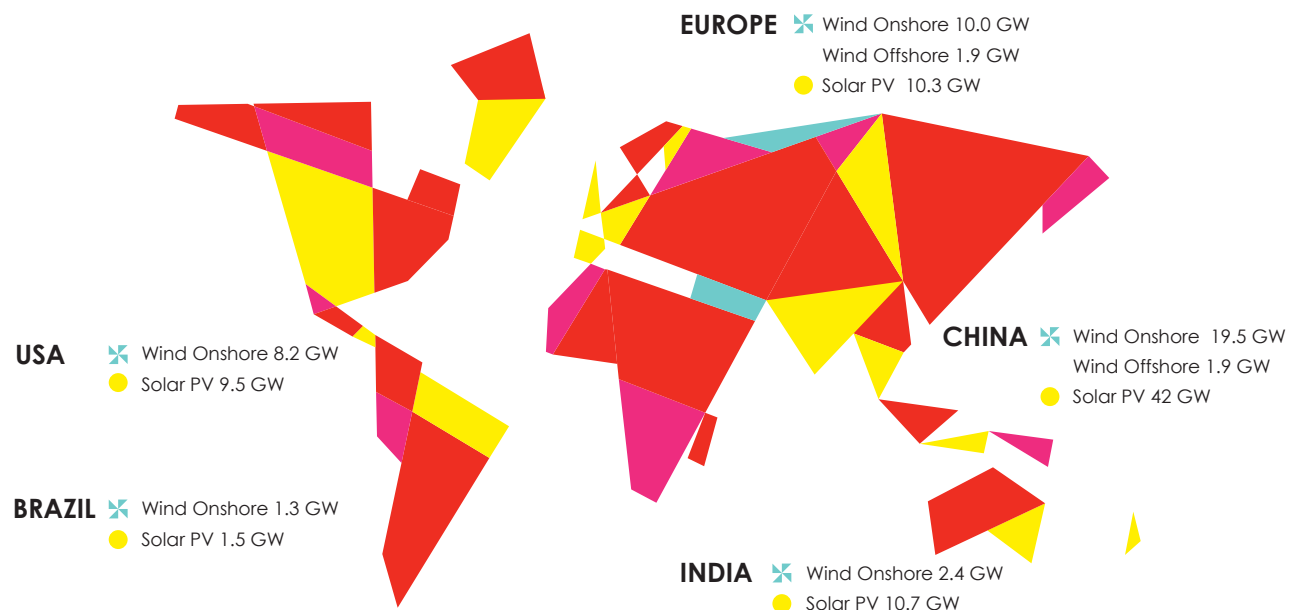 EUROPE Wind Onshore 10.0 GW
Wind Offshore 1.9 GW
Solar PV 10.3 GW
USA Wind Onshore 8.2 GW
Solar PV 9.5 GW
CHINA Wind Onshore 19.5 GW
Wind Offshore 1.9 GW
Solar PV 42 GW
BRAZIL Wind Onshore 1.3 GW
Solar PV 1.5 GW
INDIA Wind Onshore 2.4 GW
Solar PV 10.7 GW